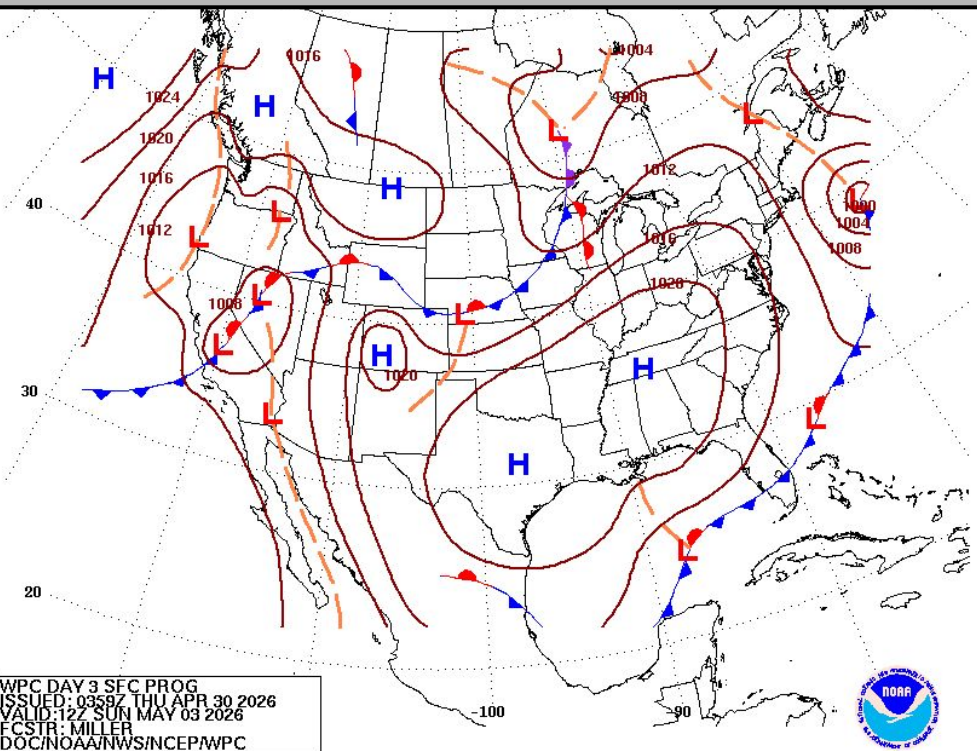 1016
1004
H
1024
H
1008
L
L
1020
1012
1016
H
40
L
1000
L
1012
1004
L
1016
1008
1020
L
1008
L
L
H
H
1020
30
L
L
H
L
20
-100
-90
WPC DAY 3 SEC PROG
ISSUED: 0359Z THU APR 30 2026
VALID:12Z SUN MAY 03 2026
FCSTR: MILLER
DOC/NOAA/NWS/NCEP/WPC
NOAA